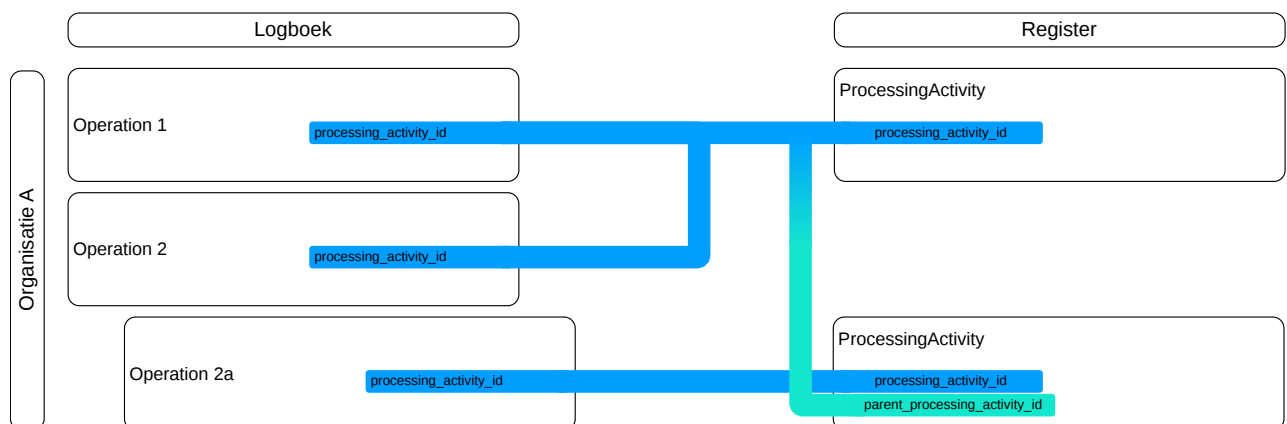 Logboek
Register
Organisatie A
Operation 1
processing_activity_id
ProcessingActivity
processing_activity_id
Operation 2
processing_activity_id
Operation 2a
processing_activity_id
ProcessingActivity
processing_activity_id
parent_processing_activity_id